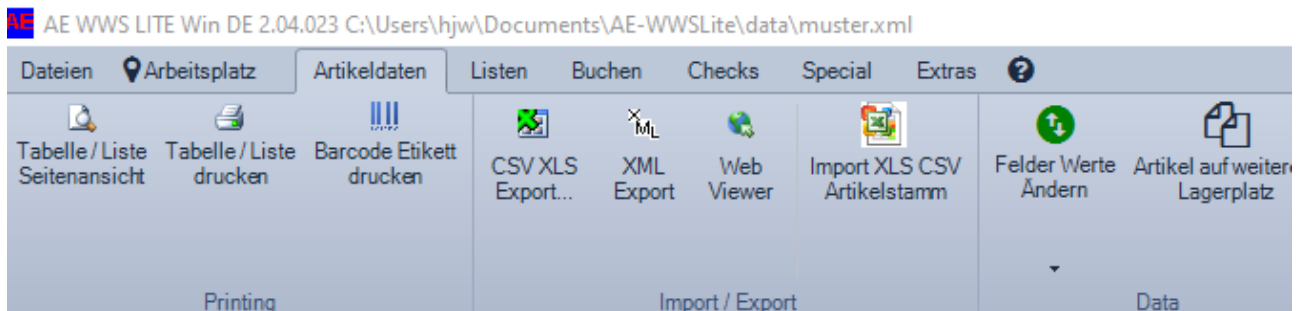 AE AE WWS LITE Win DE 2.04.023 C:\Users\hjw\Documents\AE-WWSLite\data\muster.xml
Dateien Arbeitsplatz Artikeldaten Listen Buchen Checks Special Extras ?
Tabelle / Liste Seitenansicht
Tabelle / Liste drucken
Barcode Etikett drucken
CSV XLS Export...
XML
XML Export
Web Viewer
Import XLS CSV Artikelstamm
Felder Werte Ändern
Artikel auf weitere Lagerplatz
Printing
Import / Export
Data